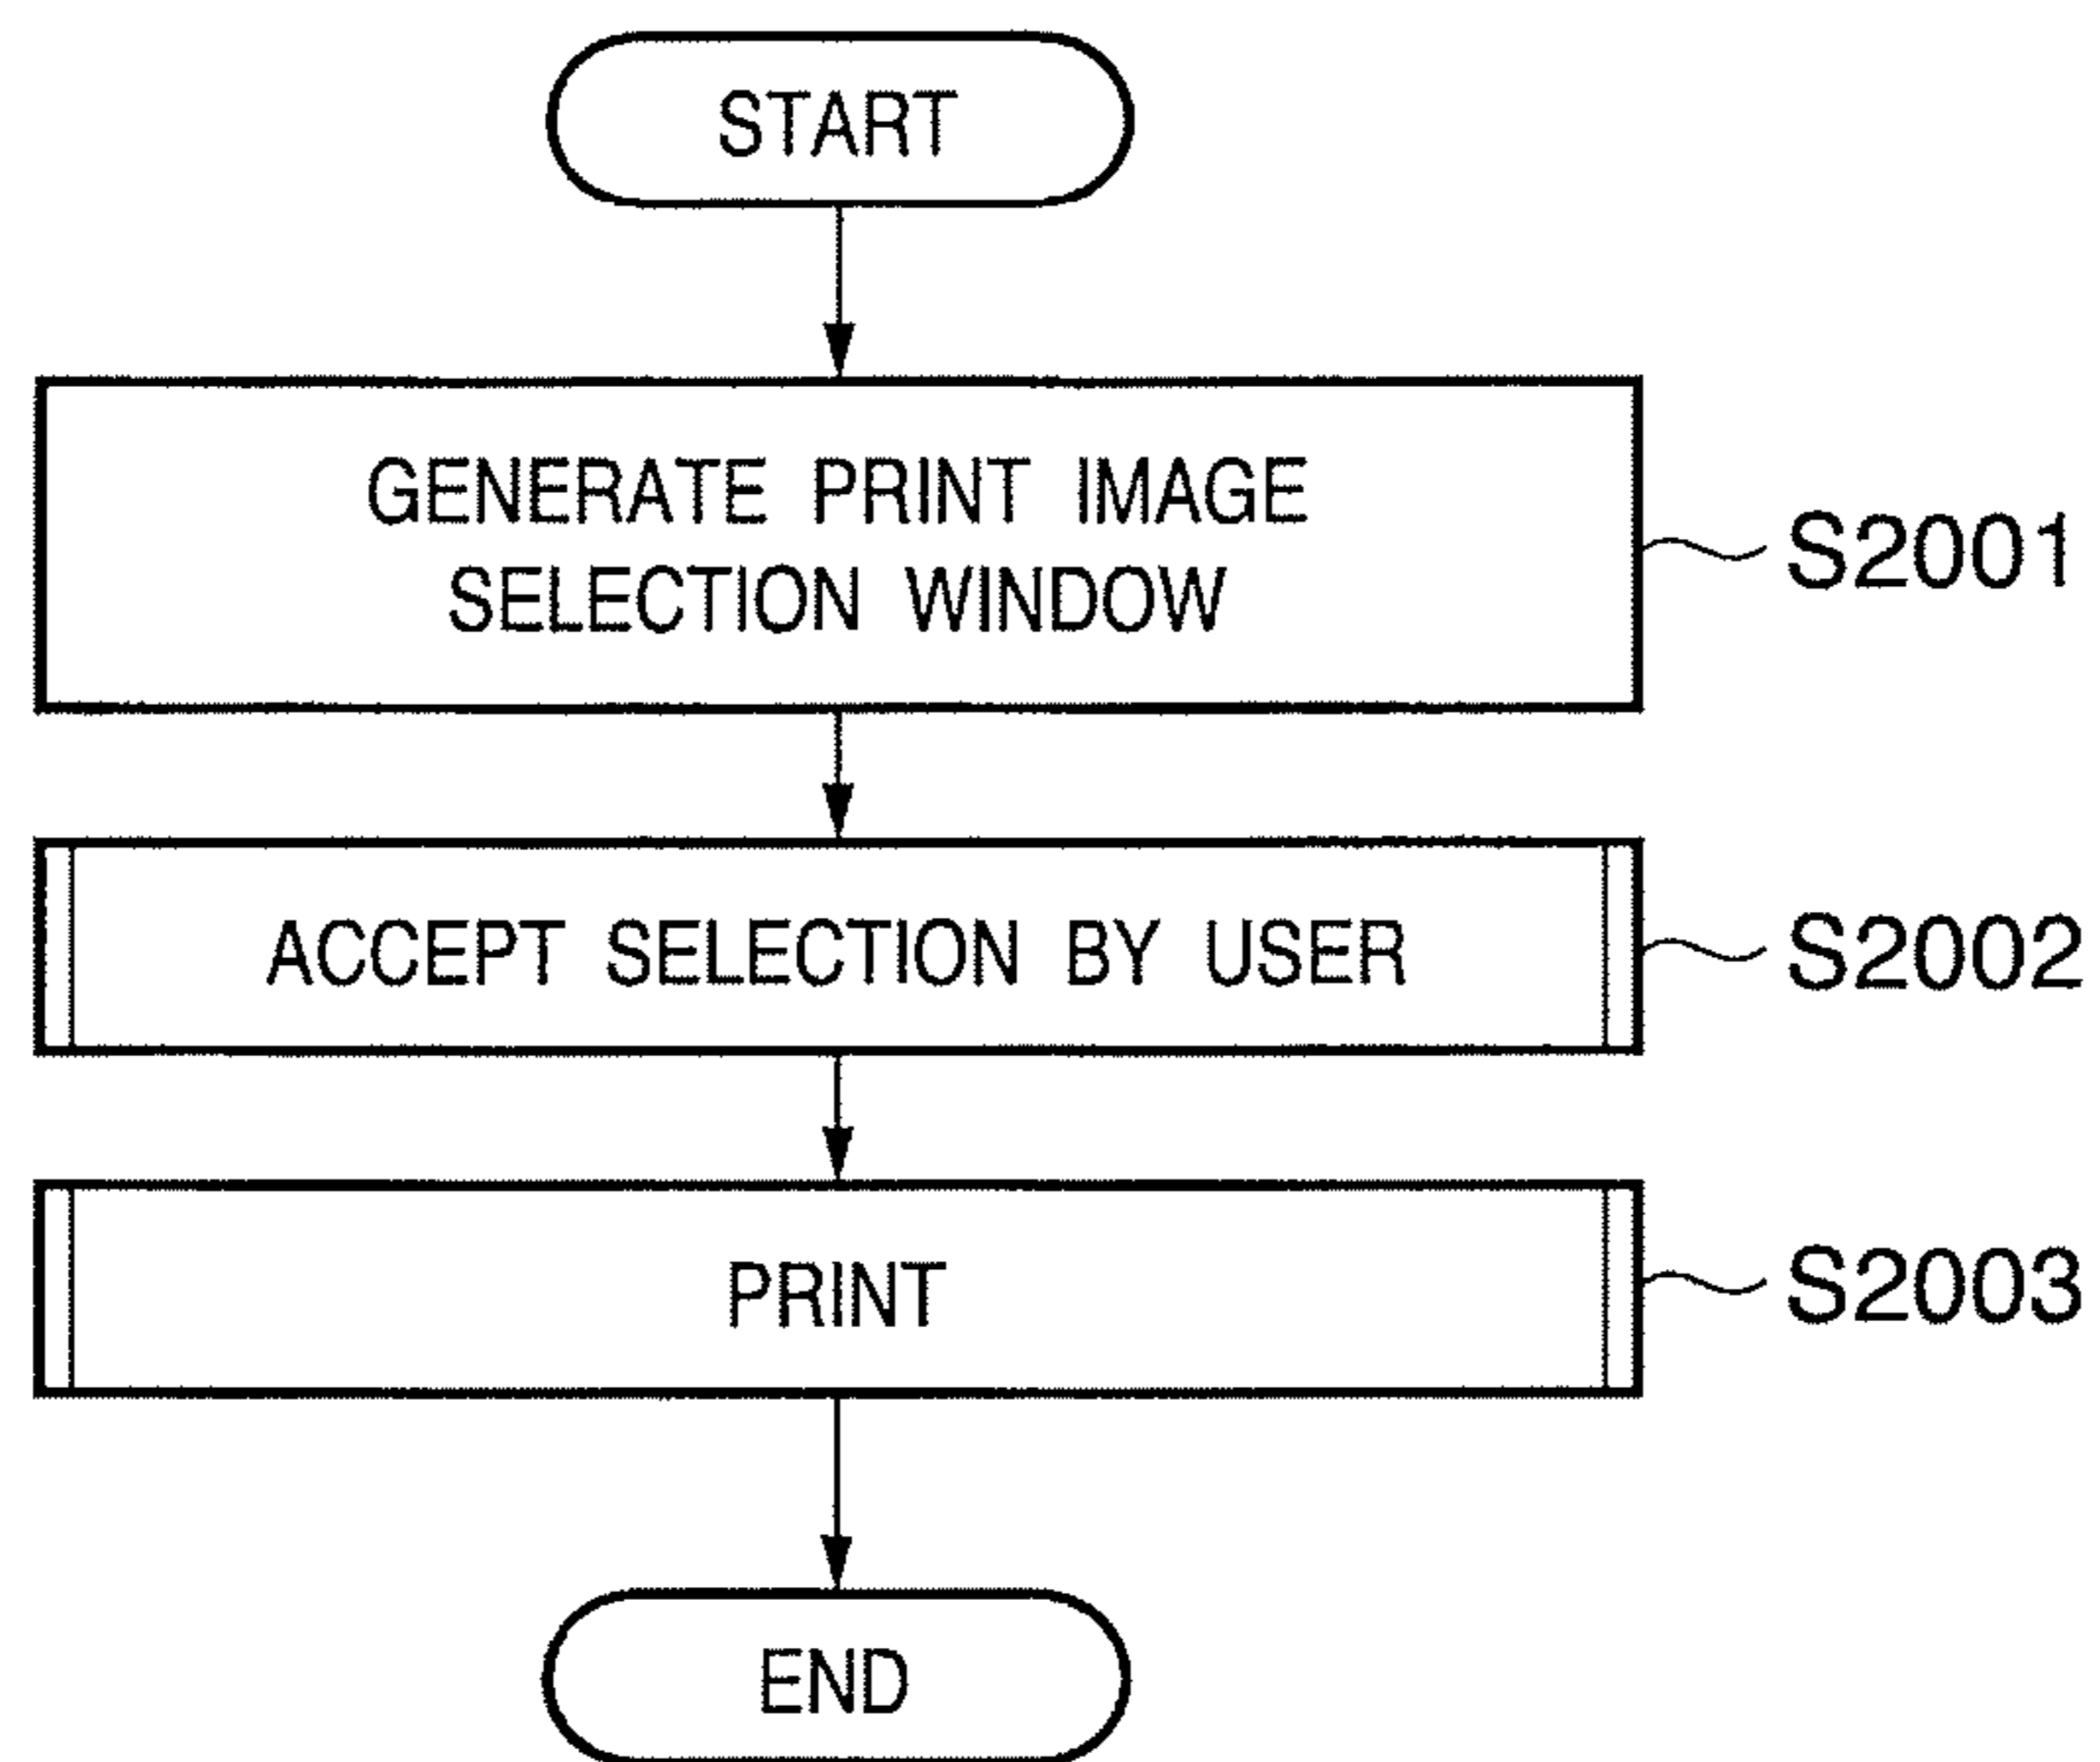 START
GENERATE PRINT IMAGE
SELECTION WINDOW
S2001
ACCEPT SELECTION BY USER
S2002
PRINT
S2003
END